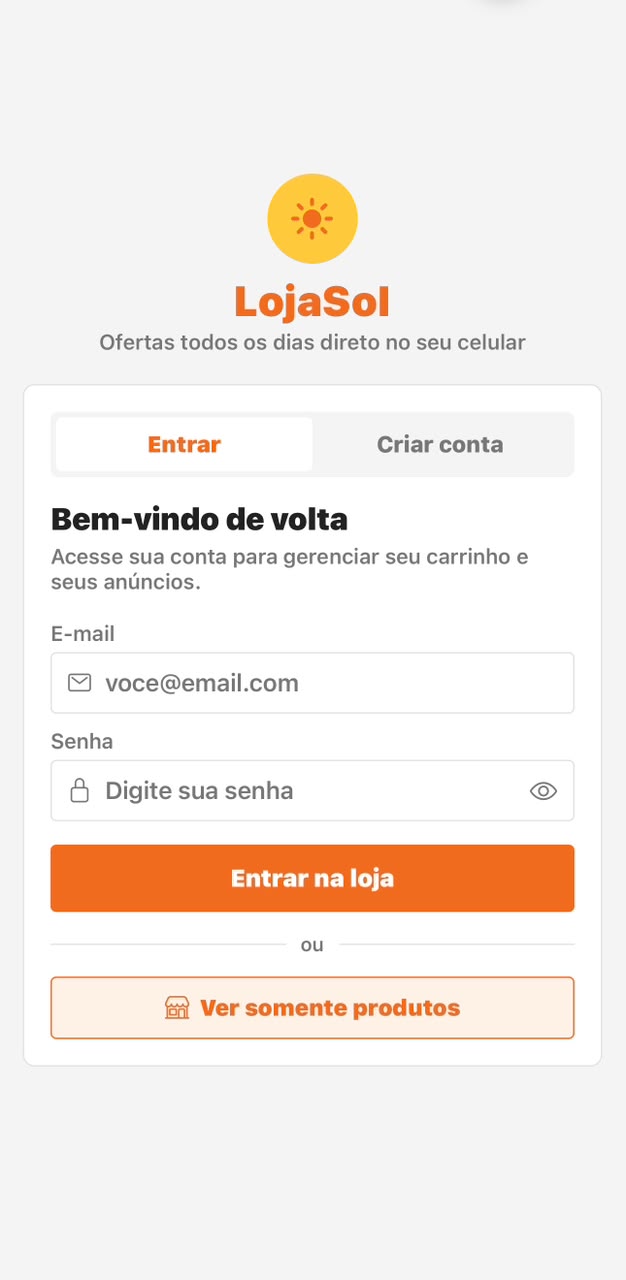 LojaSol
Ofertas todos os dias direto no seu celular
Entrar
Criar conta
Bem-vindo de volta
Acesse sua conta para gerenciar seu carrinho e
seus anúncios.
E-mail
voce@email.com
Senha
Digite sua senha
Entrar na loja
ou
Ver somente produtos